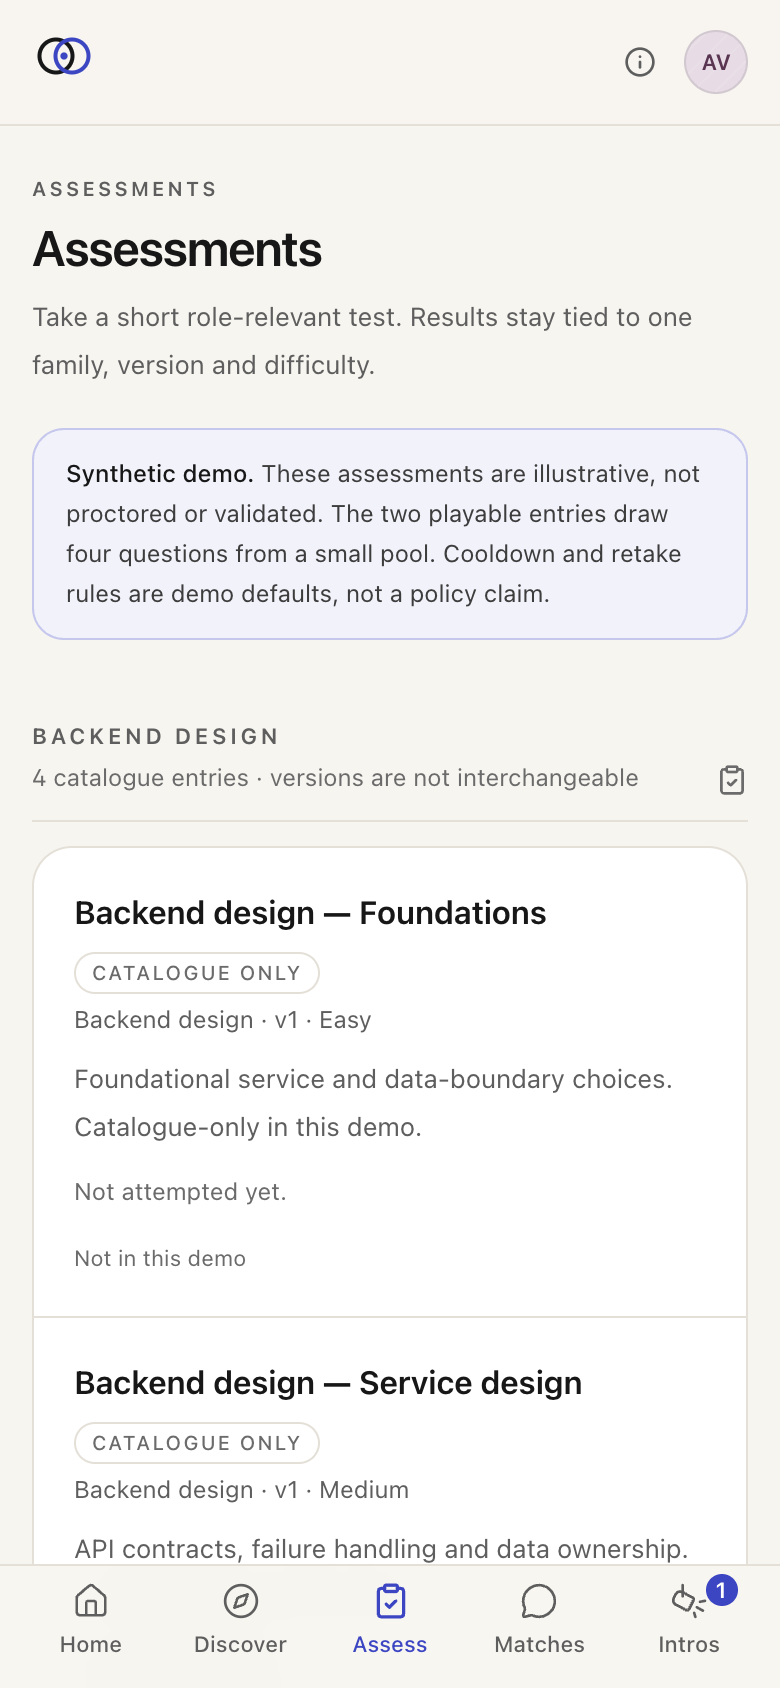 AV
ASSESSMENTS
Assessments
Take a short role-relevant test. Results stay tied to one
family, version and difficulty.
Synthetic demo. These assessments are illustrative, not
proctored or validated. The two playable entries draw
four questions from a small pool. Cooldown and retake
rules are demo defaults, not a policy claim.
BACKEND DESIGN
4 catalogue entries · versions are not interchangeable
Backend design — Foundations
CATALOGUE ONLY
Backend design · v1 · Easy
Foundational service and data-boundary choices.
Catalogue-only in this demo.
Not attempted yet.
Not in this demo
Backend design — Service design
CATALOGUE ONLY
Backend design · v1 · Medium
API contracts, failure handling and data ownership.
1
Home Discover Assess Matches Intros